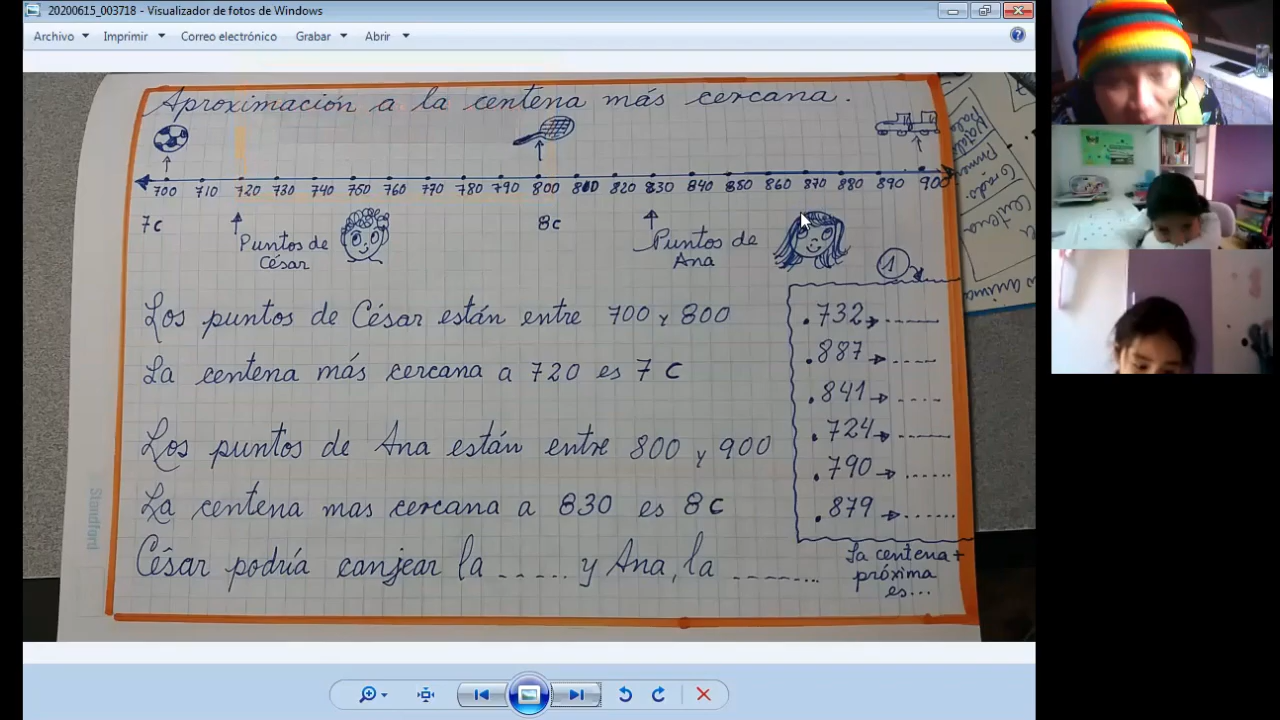 20200615_003718 - Visualizador de fotos de Windows
Archivo Imprimir Correo electrónico Grabar Abrir
Aproximación a la centena más cercana.
700 710 720 730 740 750 760 770 780 790 800 810 820 830 840 850 860 870 880 890 900
7c 8c
Puntos de
César
Puntos de
Ana
1
Los puntos de César están entre 700 y 800
La centena más cercana a 720 es 7 C
Los puntos de Ana están entre 800 y 900
La centena mas cercana a 830 es 8 C
César podría canjear la ..... y Ana, la .......
.732→
.887→
.841→
.724→
.790→
.879→
La centena +
próxima
es...
Standford